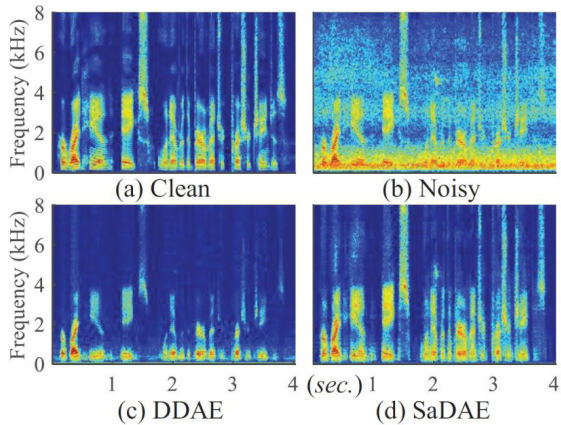 Frequency (kHz)
8
6
4
2
0
(a) Clean
(b) Noisy
Frequency (kHz)
8
6
4
2
0
1 2 3 4 (sec.) 1 2 3 4
(c) DDAE
(d) SaDAE